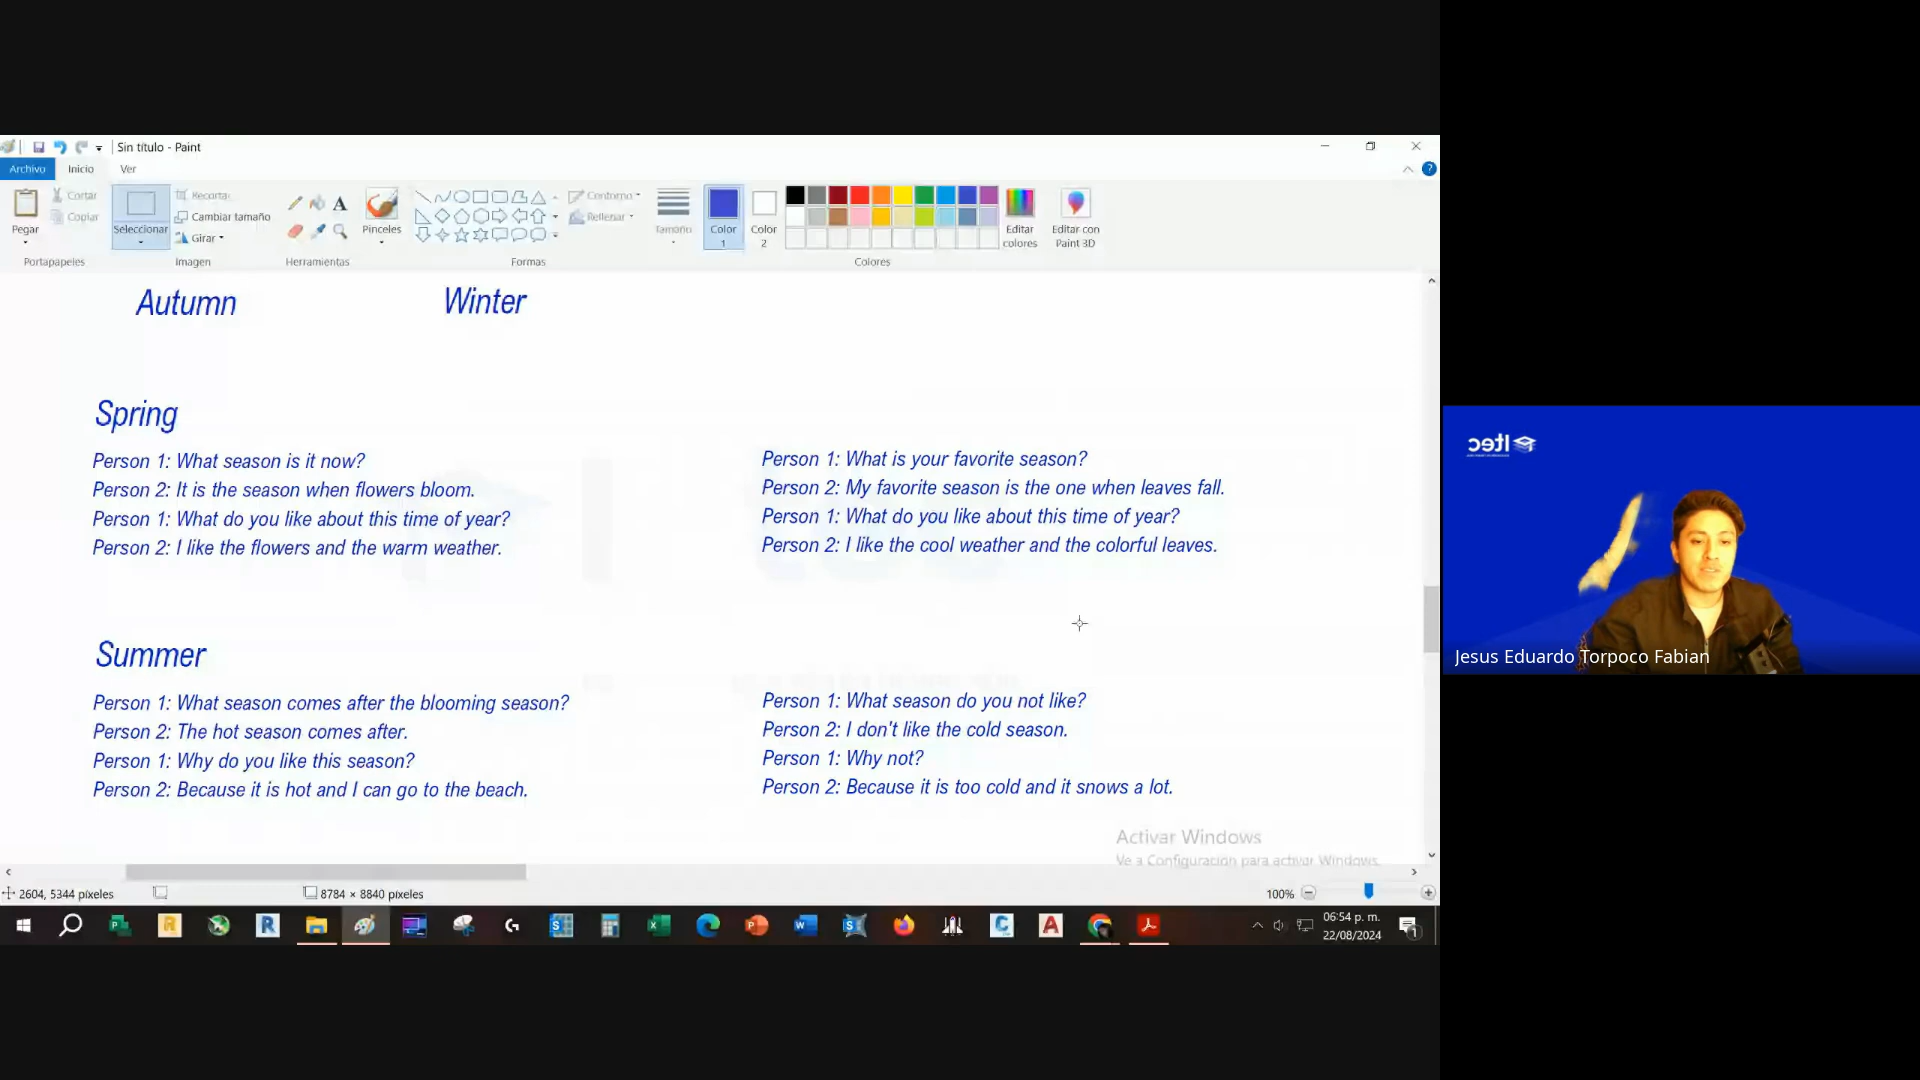 Sin título - Paint
Archivo
Inicio
Ver
Pegar
Cortar
Copiar
Portapapeles
Seleccionar
Recortar
Cambiar tamaño
Girar
Imagen
A
Herramientas
Pinceles
Contorno
Rellenar
Formas
Tamaño
Color 1
Color 2
Colores
Editar colores
Editar con Paint 3D
Autumn
Winter
Spring
Person 1: What season is it now?
Person 2: It is the season when flowers bloom.
Person 1: What do you like about this time of year?
Person 2: I like the flowers and the warm weather.
Person 1: What is your favorite season?
Person 2: My favorite season is the one when leaves fall.
Person 1: What do you like about this time of year?
Person 2: I like the cool weather and the colorful leaves.
Summer
Person 1: What season comes after the blooming season?
Person 2: The hot season comes after.
Person 1: Why do you like this season?
Person 2: Because it is hot and I can go to the beach.
Person 1: What season do you not like?
Person 2: I don't like the cold season.
Person 1: Why not?
Person 2: Because it is too cold and it snows a lot.
Activar Windows
Ve a Configuración para activar Windows.
2604, 5344 píxeles
8784 × 8840 píxeles
100%
06:54 p. m.
22/08/2024
Itec
Jesus Eduardo Torpoco Fabian